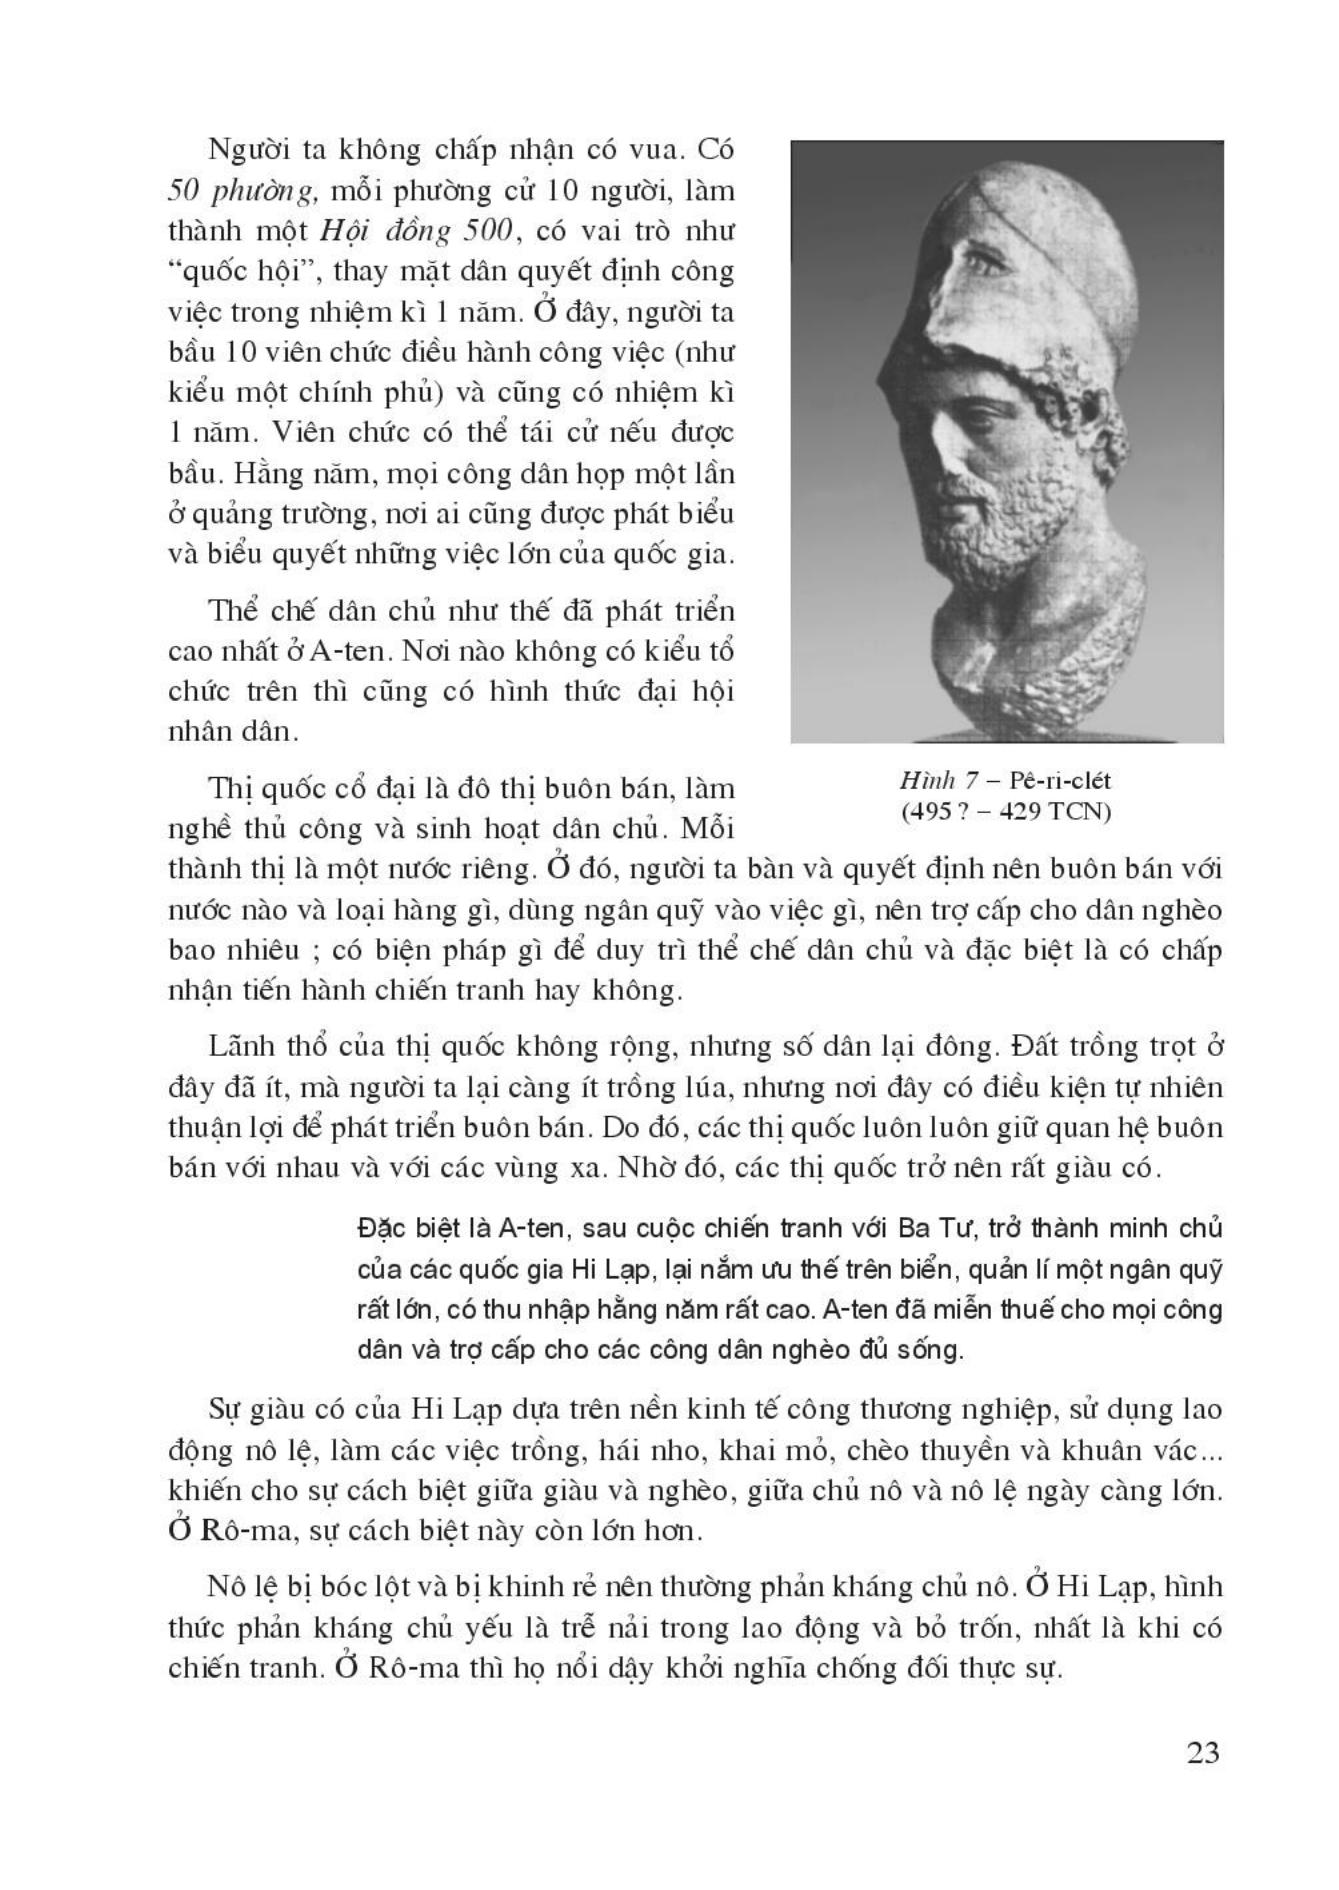 Người ta không chấp nhận có vua. Có
50 phường, mỗi phường cử 10 người, làm
thành một Hội đồng 500, có vai trò như
“quốc hội”, thay mặt dân quyết định công
việc trong nhiệm kì 1 năm. Ở đây, người ta
bầu 10 viên chức điều hành công việc (như
kiểu một chính phủ) và cũng có nhiệm kì
1 năm. Viên chức có thể tái cử nếu được
bầu. Hằng năm, mọi công dân họp một lần
ở quảng trường, nơi ai cũng được phát biểu
và biểu quyết những việc lớn của quốc gia.
Thể chế dân chủ như thế đã phát triển
cao nhất ở A-ten. Nơi nào không có kiểu tổ
chức trên thì cũng có hình thức đại hội
nhân dân.
Hình 7 – Pê-ri-clét
(495 ? – 429 TCN)
Thị quốc cổ đại là đô thị buôn bán, làm
nghề thủ công và sinh hoạt dân chủ. Mỗi
thành thị là một nước riêng. Ở đó, người ta bàn và quyết định nên buôn bán với
nước nào và loại hàng gì, dùng ngân quỹ vào việc gì, nên trợ cấp cho dân nghèo
bao nhiêu ; có biện pháp gì để duy trì thể chế dân chủ và đặc biệt là có chấp
nhận tiến hành chiến tranh hay không.
Lãnh thổ của thị quốc không rộng, nhưng số dân lại đông. Đất trồng trọt ở
đây đã ít, mà người ta lại càng ít trồng lúa, nhưng nơi đây có điều kiện tự nhiên
thuận lợi để phát triển buôn bán. Do đó, các thị quốc luôn luôn giữ quan hệ buôn
bán với nhau và với các vùng xa. Nhờ đó, các thị quốc trở nên rất giàu có.
Đặc biệt là A-ten, sau cuộc chiến tranh với Ba Tư, trở thành minh chủ
của các quốc gia Hi Lạp, lại nắm ưu thế trên biển, quản lí một ngân quỹ
rất lớn, có thu nhập hằng năm rất cao. A-ten đã miễn thuế cho mọi công
dân và trợ cấp cho các công dân nghèo đủ sống.
Sự giàu có của Hi Lạp dựa trên nền kinh tế công thương nghiệp, sử dụng lao
động nô lệ, làm các việc trồng, hái nho, khai mỏ, chèo thuyền và khuân vác...
khiến cho sự cách biệt giữa giàu và nghèo, giữa chủ nô và nô lệ ngày càng lớn.
Ở Rô-ma, sự cách biệt này còn lớn hơn.
Nô lệ bị bóc lột và bị khinh rẻ nên thường phản kháng chủ nô. Ở Hi Lạp, hình
thức phản kháng chủ yếu là trễ nải trong lao động và bỏ trốn, nhất là khi có
chiến tranh. Ở Rô-ma thì họ nổi dậy khởi nghĩa chống đối thực sự.
23